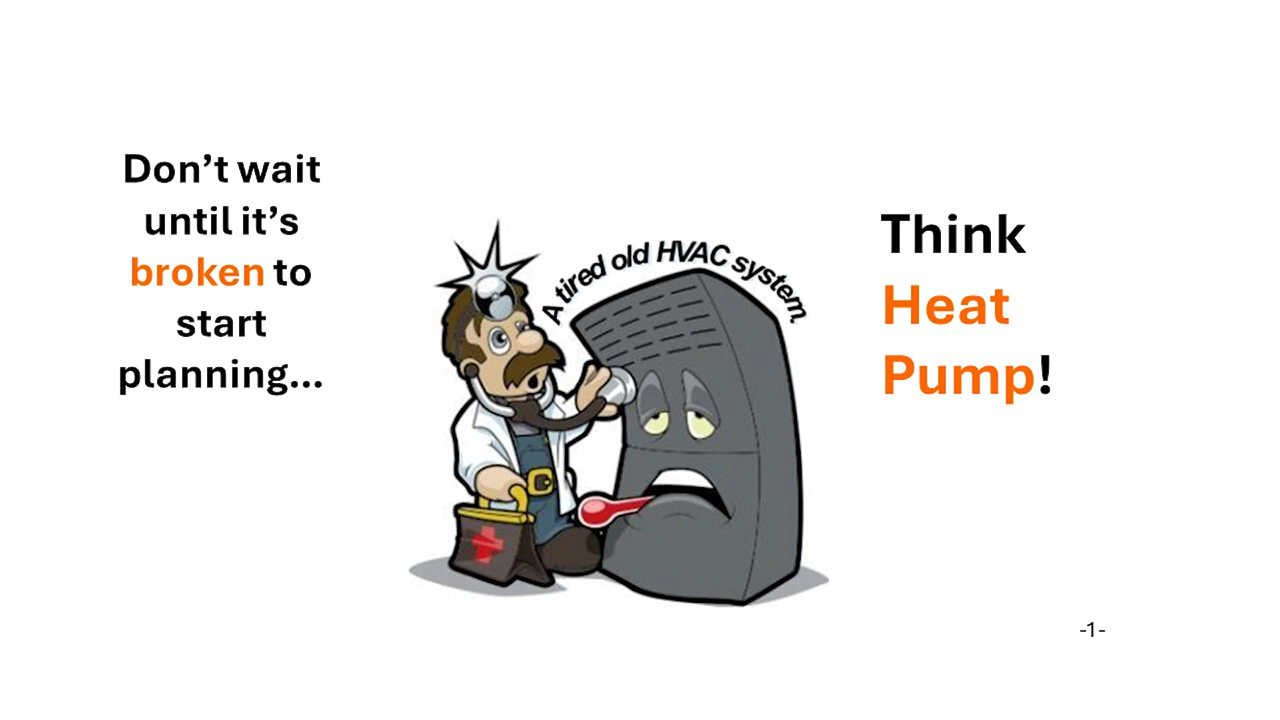 Don’t wait
until it’s
broken to
start
planning...
A tired old HVAC system.
Think
Heat
Pump!
-1-